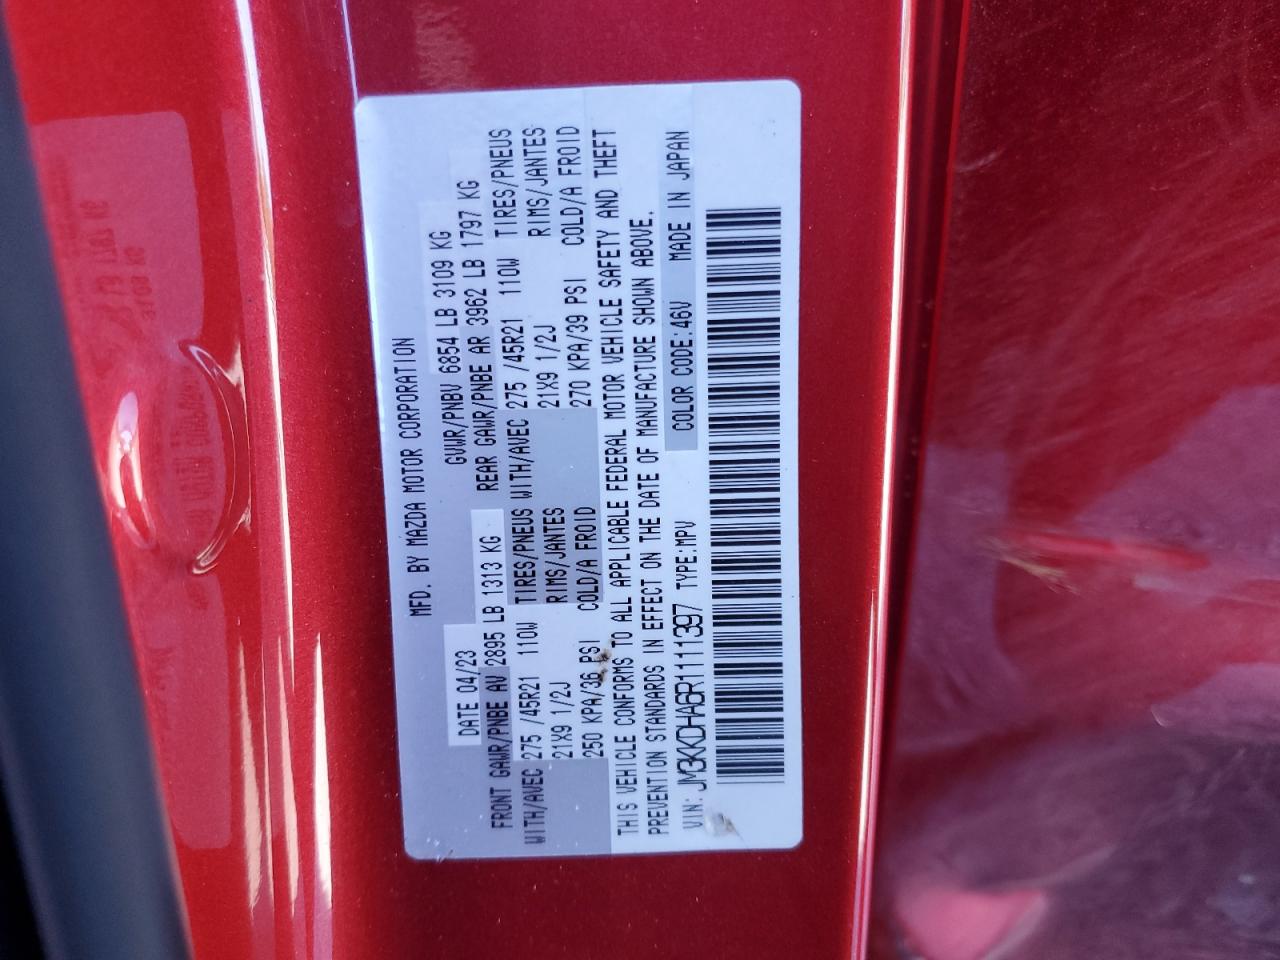 MFD. BY MAZDA MOTOR CORPORATION
DATE 04/23 GVWR/PNBV 6854 LB 3109 KG
FRONT GAWR/PNBE AV 2895 LB 1313 KG REAR GAWR/PNBE AR 3962 LB 1797 KG
WITH/AVEC 275 /45R21 110W TIRES/PNEUS WITH/AVEC 275 /45R21 110W TIRES/PNEUS
21X9 1/2J RIMS/JANTES 21X9 1/2J RIMS/JANTES
250 KPA/36 PSI COLD/A FROID 270 KPA/39 PSI COLD/A FROID
THIS VEHICLE CONFORMS TO ALL APPLICABLE FEDERAL MOTOR VEHICLE SAFETY AND THEFT
PREVENTION STANDARDS IN EFFECT ON THE DATE OF MANUFACTURE SHOWN ABOVE.
VIN: JM3KKDHA6R1111397 TYPE:MPV COLOR CODE:46V MADE IN JAPAN